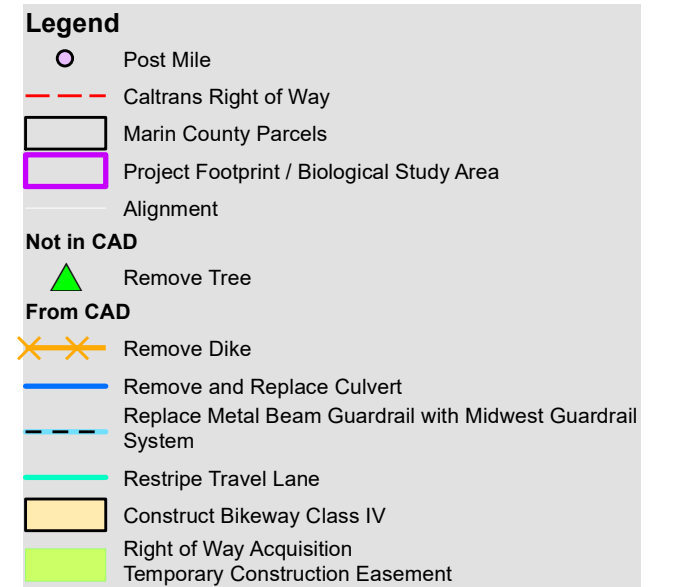 Legend
Post Mile
Caltrans Right of Way
Marin County Parcels
Project Footprint / Biological Study Area
Alignment
Not in CAD
Remove Tree
From CAD
Remove Dike
Remove and Replace Culvert
Replace Metal Beam Guardrail with Midwest Guardrail
System
Restripe Travel Lane
Construct Bikeway Class IV
Right of Way Acquisition
Temporary Construction Easement